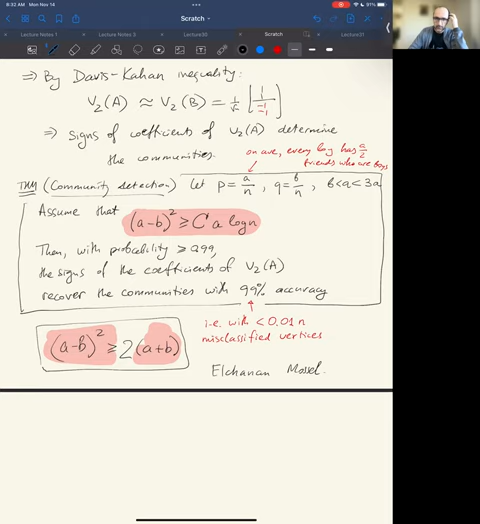 8:32 AM Mon Nov 14
91%
Scratch
Lecture Notes 1
Lecture Notes 3
Lecture30
Scratch
Lecture31
⇒ By Davis-Kahan inequality:
V₂(A) ≈ V₂(B) = 1/√n [1 / -1 -1]
⇒ signs of coefficients of V₂(A) determine
the communities.
on ave, every boy has a/2
friends who are boys
THM (Community detection) Let p = a/n, q = b/n, b<a<3a
Assume that (a-b)² ≥ C a log n
Then, with probability ≥ 0.99,
the signs of the coefficients of V₂(A)
recover the communities with 99% accuracy
i.e. with < 0.01 n
misclassified vertices
(a-b)² ≥ 2(a+b)
Elchanan Mossel.